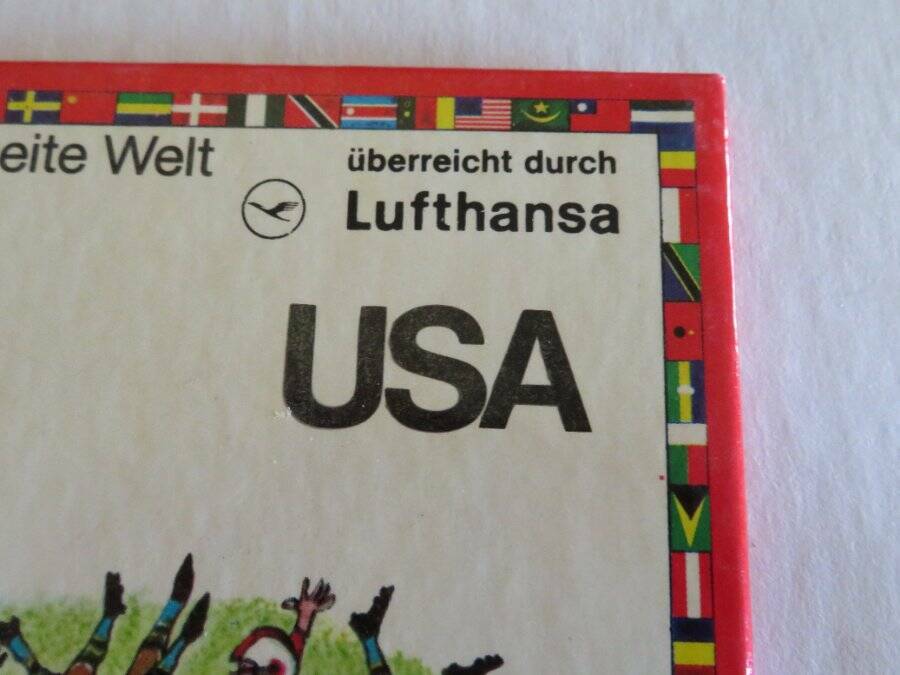 eite Welt
überreicht durch
Lufthansa
USA